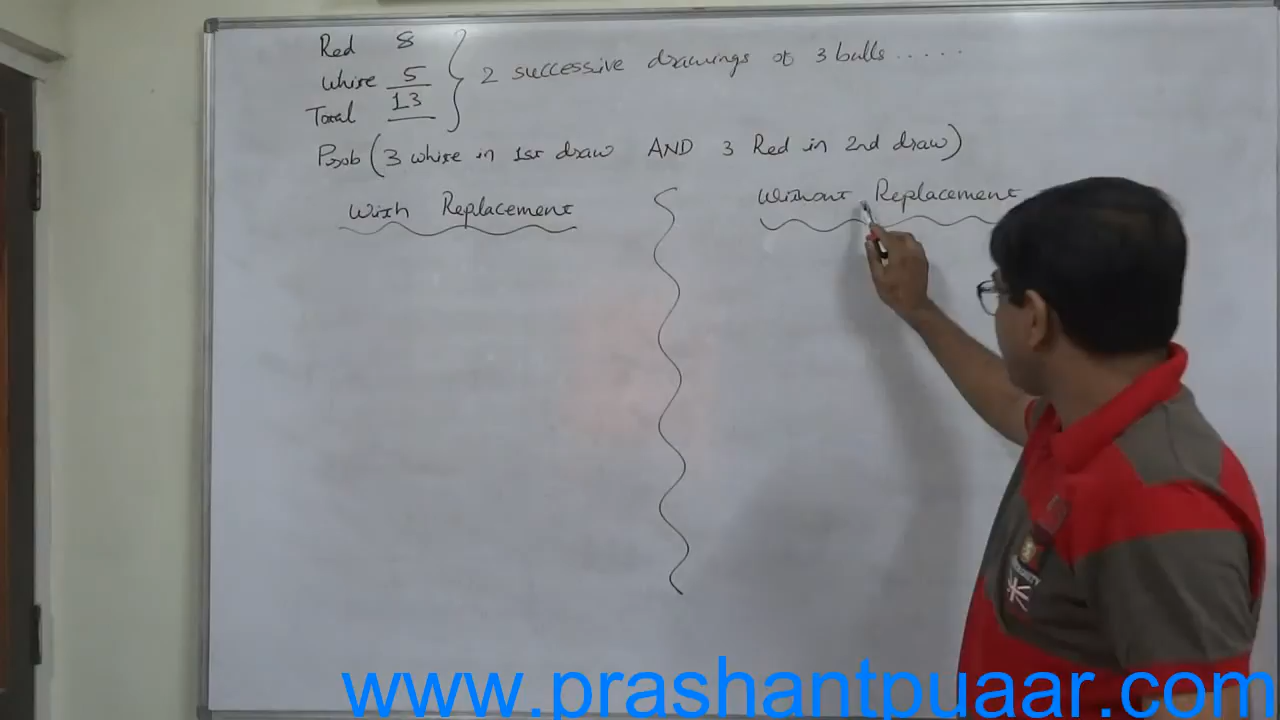 Red 8
White 5
Total 13
2 successive drawings of 3 balls .....
Prob (3 white in 1st draw AND 3 Red in 2nd draw)
With Replacement
Without Replacement
www.prashantpuaar.com